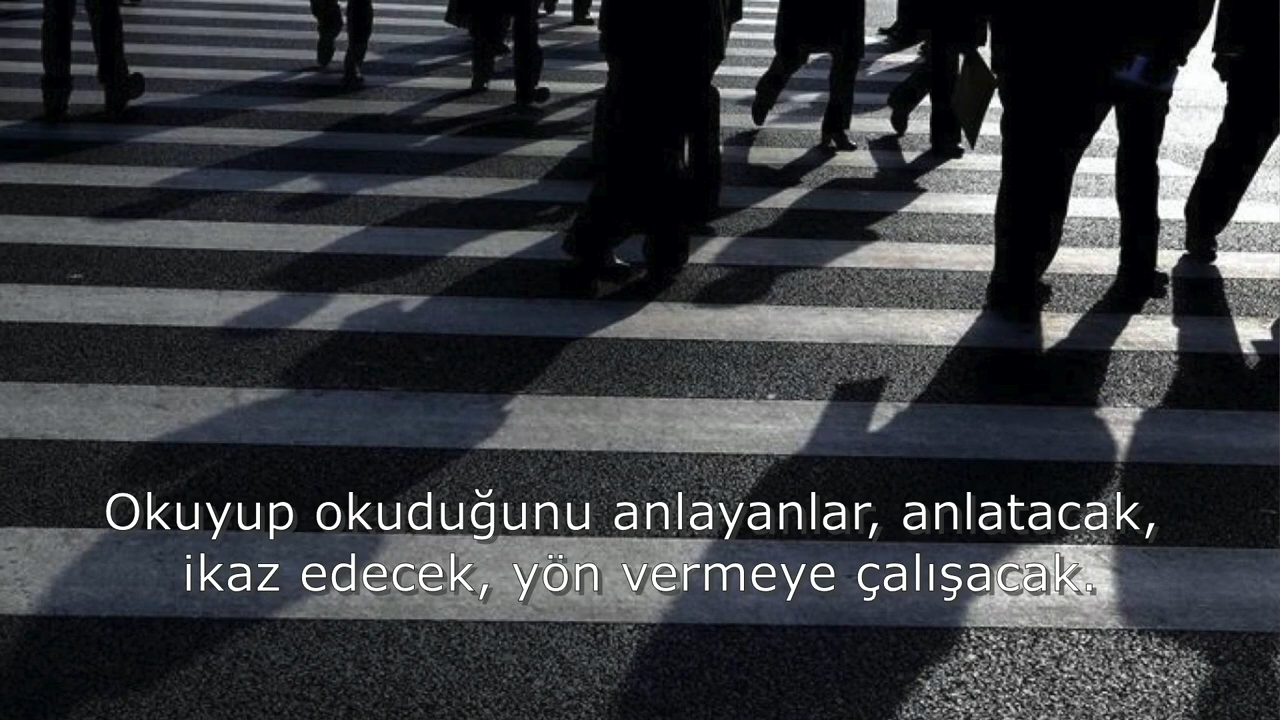 Okuyup okuduğunu anlayanlar, anlatacak,
ikaz edecek, yön vermeye çalışacak.